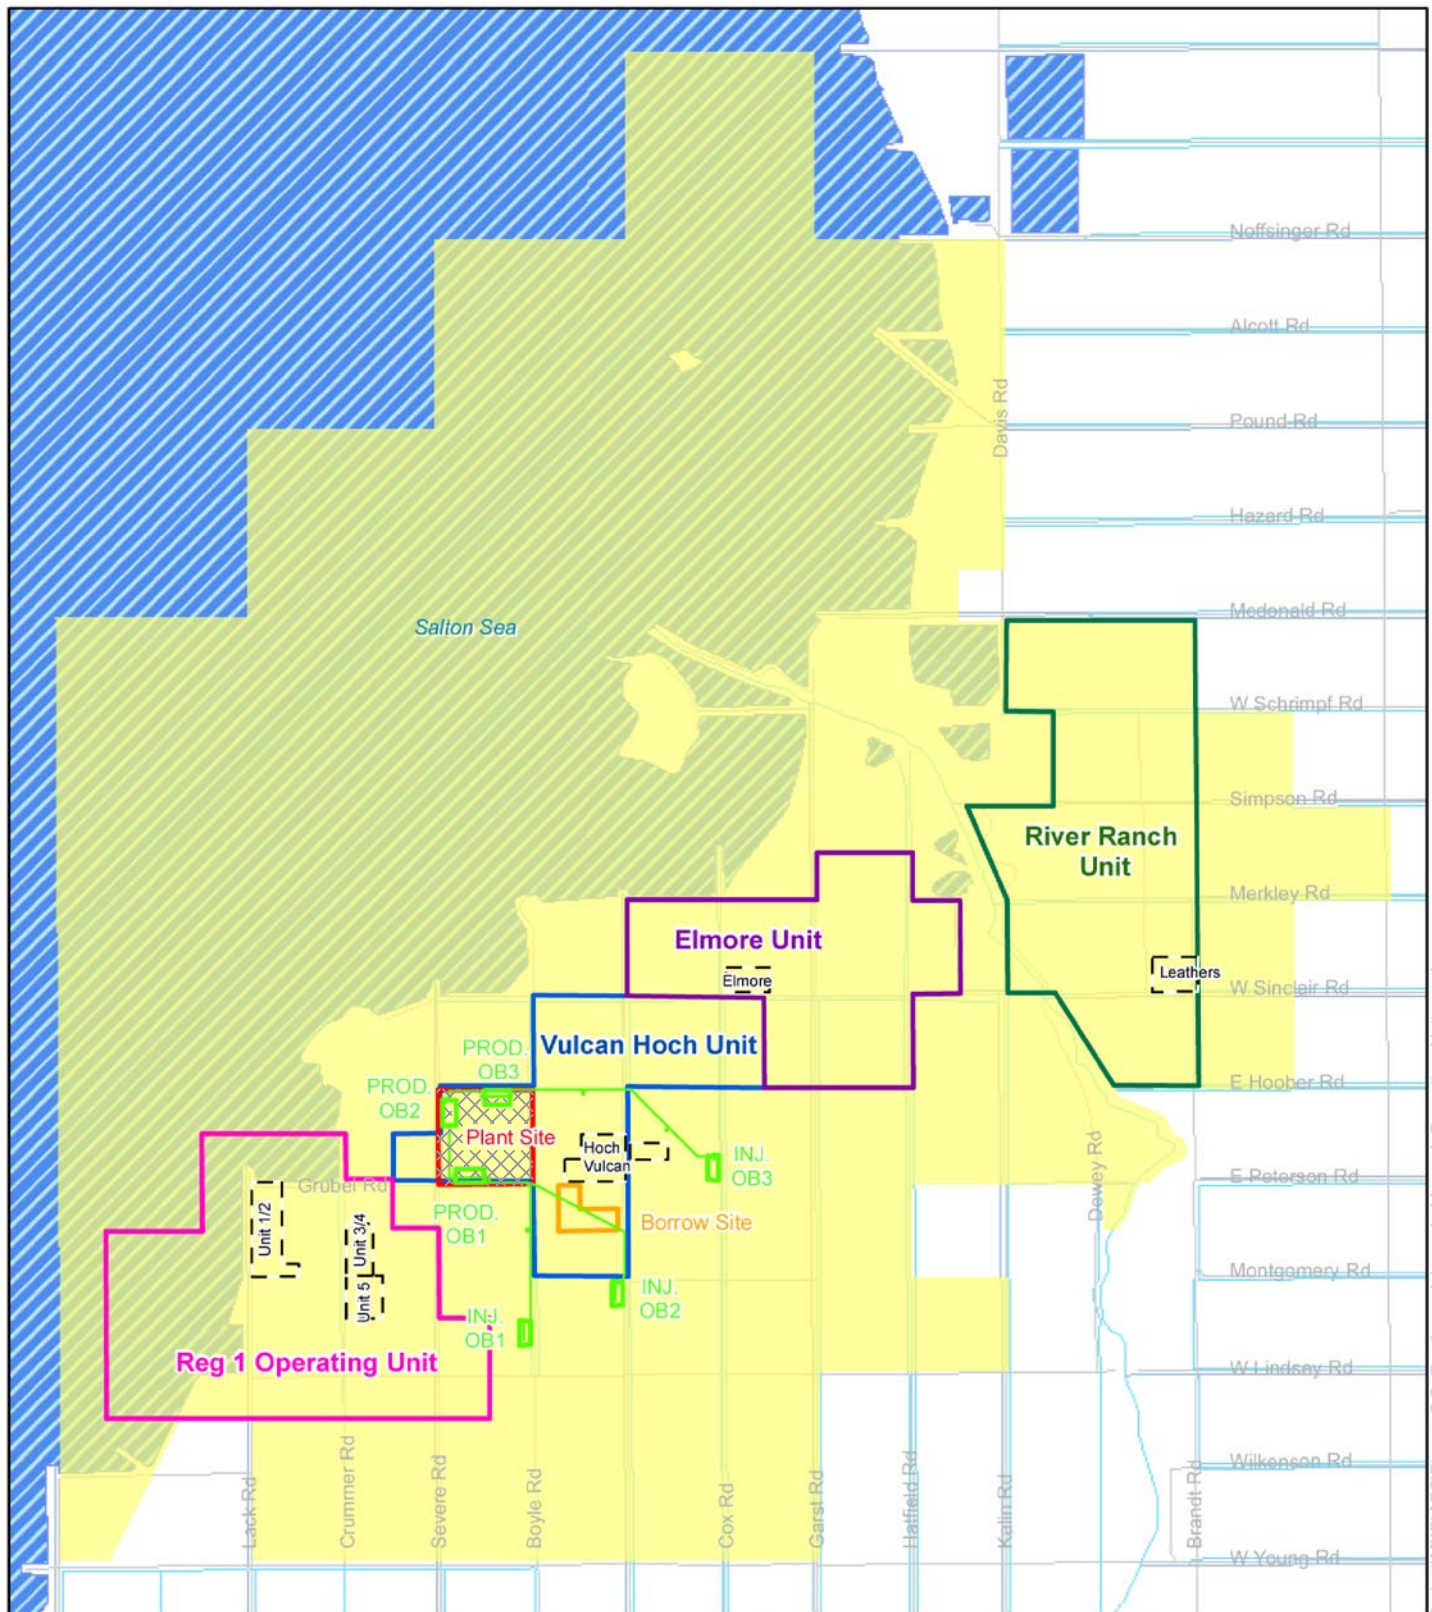 Noffsinger Rd
Alcott Rd
Davis Rd
Pound Rd
Hazard Rd
Mcdonald Rd
Salton Sea
W Schrimpf Rd
Simpson Rd
River Ranch
Unit
Merkley Rd
Elmore Unit
Elmore
Leathers
W Sinclair Rd
Vulcan Hoch Unit
PROD.
OB3
PROD.
OB2
E Hoober Rd
Plant Site
Hoch
Vulcan
INJ.
OB3
Dewey Rd
E Peterson Rd
Grubel Rd
Unit 1/2
Unit 3/4
Unit 5
PROD.
OB1
Borrow Site
Montgomery Rd
INJ.
OB2
INJ.
OB1
Reg 1 Operating Unit
W Lindsey Rd
Wilkenson Rd
Lack Rd
Crummer Rd
Severe Rd
Boyle Rd
Cox Rd
Garst Rd
Hatfield Rd
Kalin Rd
Brandt Rd
W Young Rd